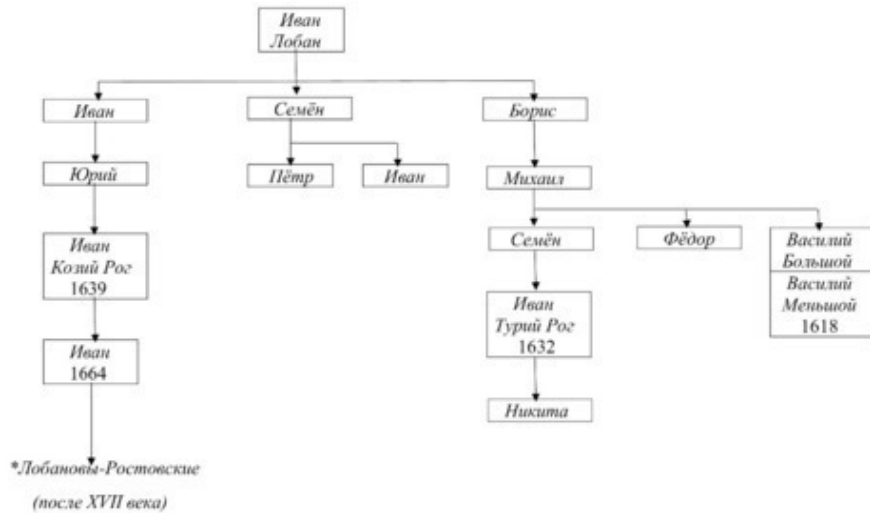 Иван
Лобан
Иван
Семён
Борис
Юрий
Пётр
Иван
Михаил
Иван
Козий Рог
1639
Семён
Фёдор
Василий
Большой
Василий
Меньшой
1618
Иван
Турий Рог
1632
Иван
1664
Никита
*Лобановы-Ростовские
(после XVII века)